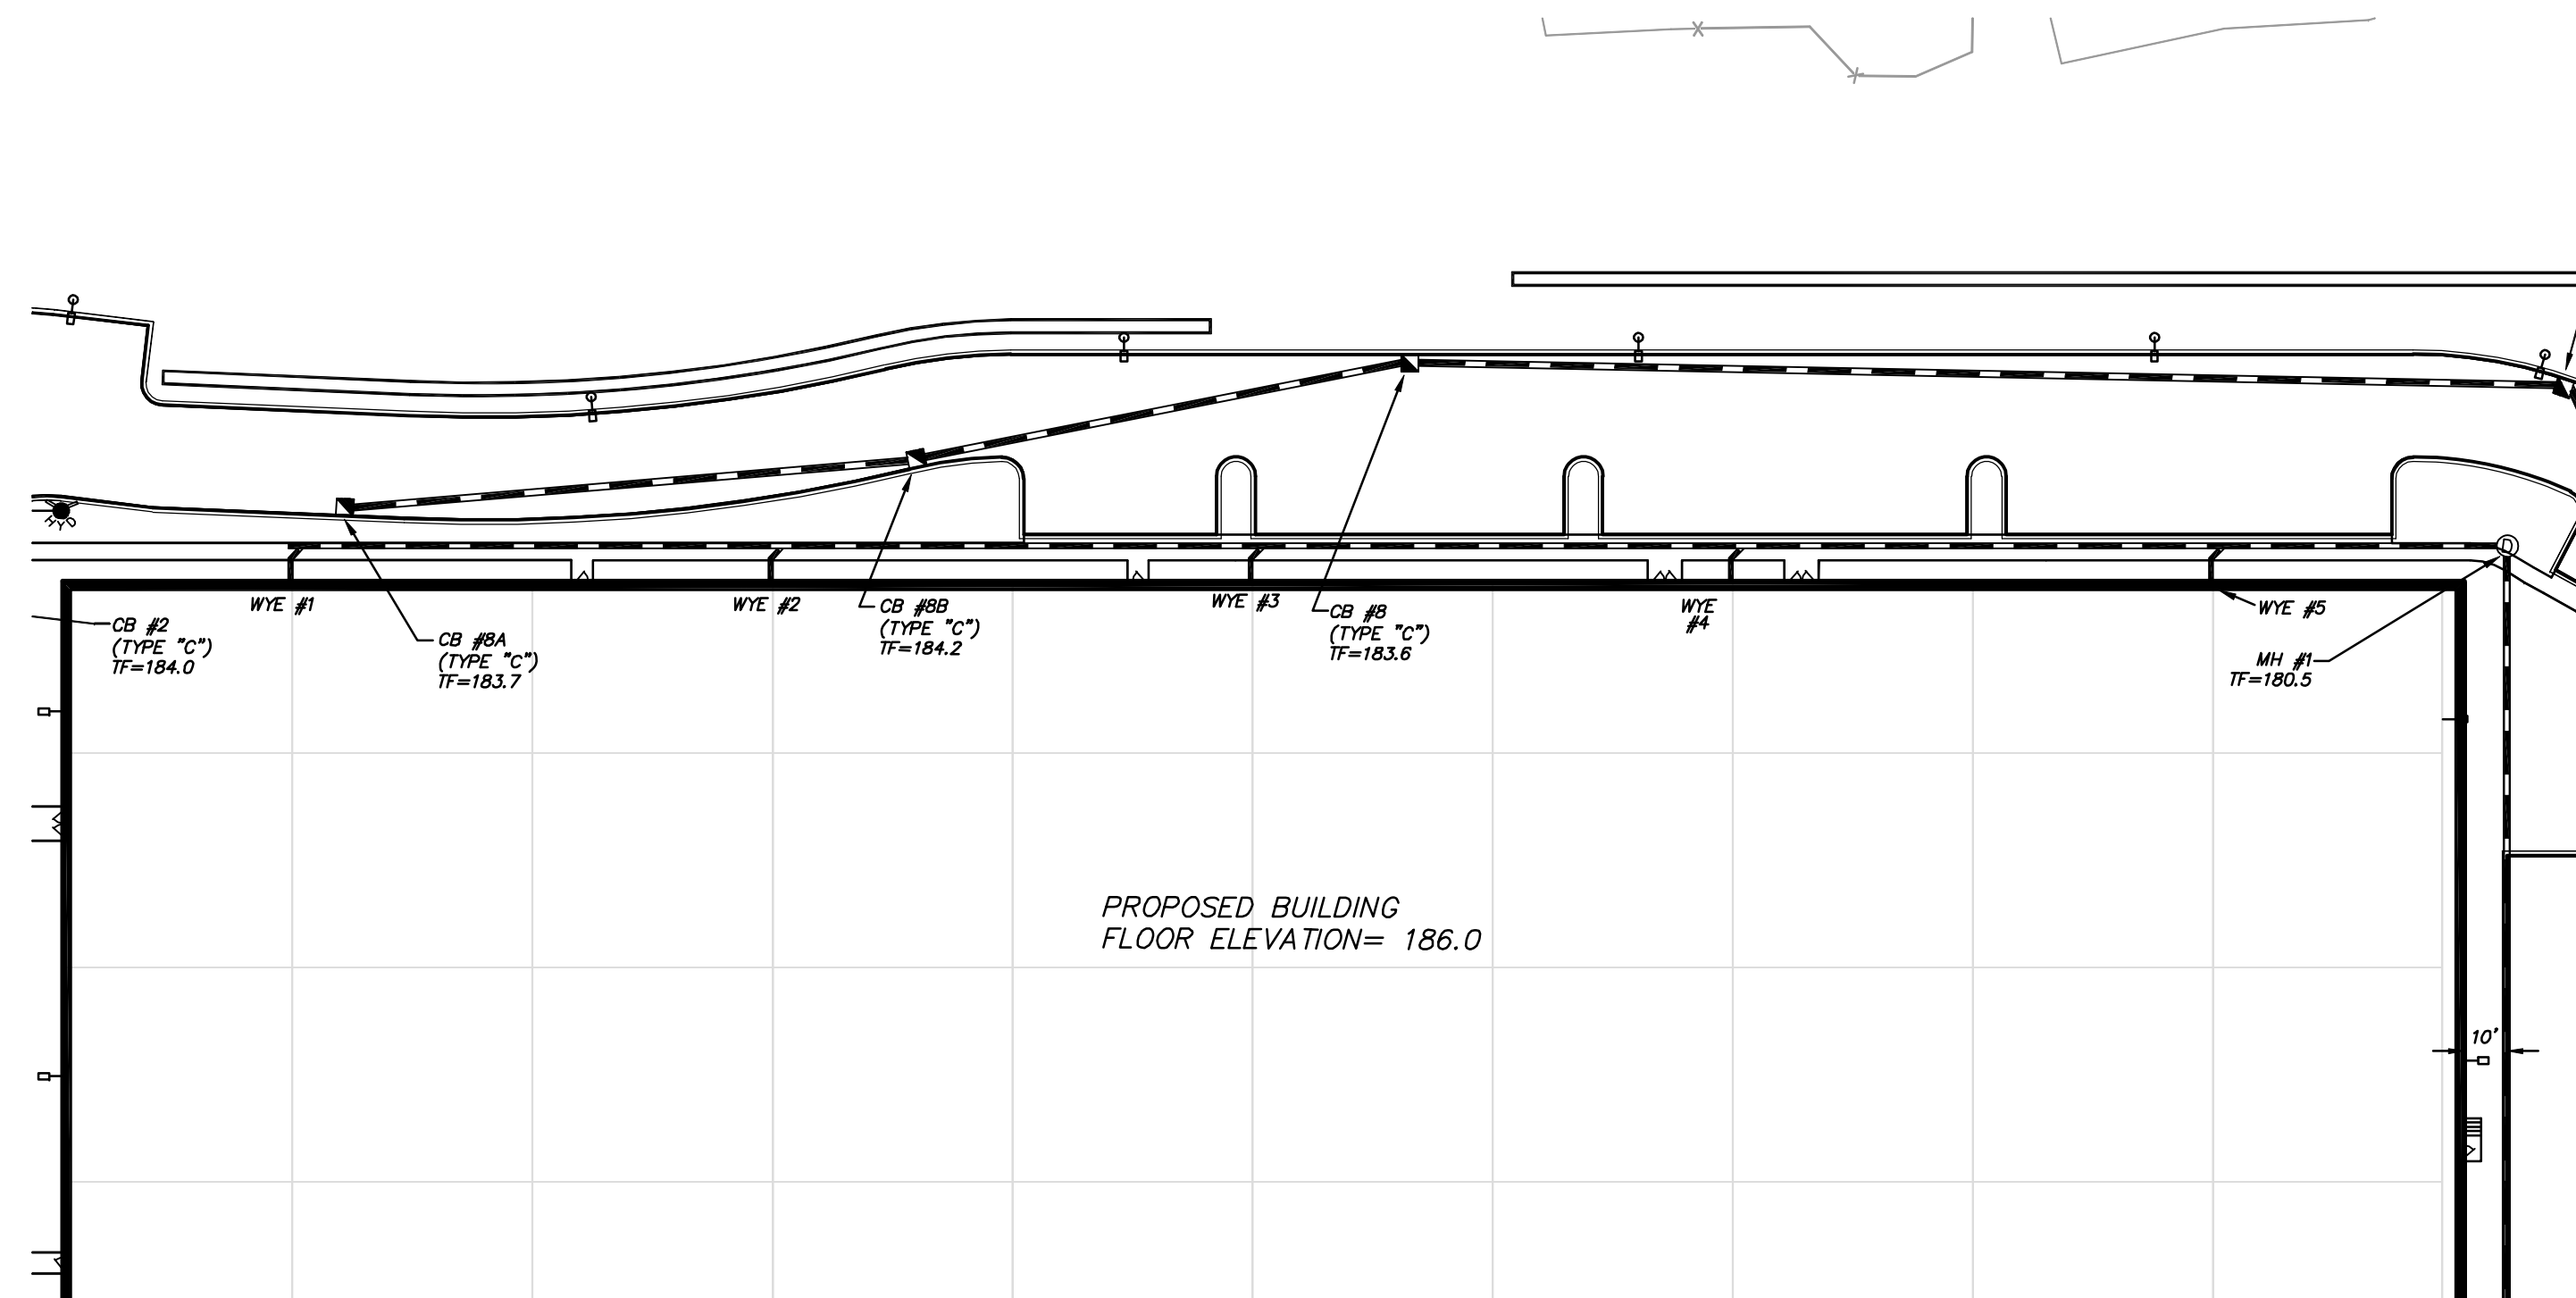 HYD
WYE #1
WYE #2
WYE #3
WYE
#4
WYE #5
CB #2
(TYPE "C")
TF=184.0
CB #8A
(TYPE "C")
TF=183.7
CB #8B
(TYPE "C")
TF=184.2
CB #8
(TYPE "C")
TF=183.6
MH #1
TF=180.5
D
PROPOSED BUILDING
FLOOR ELEVATION= 186.0
10'